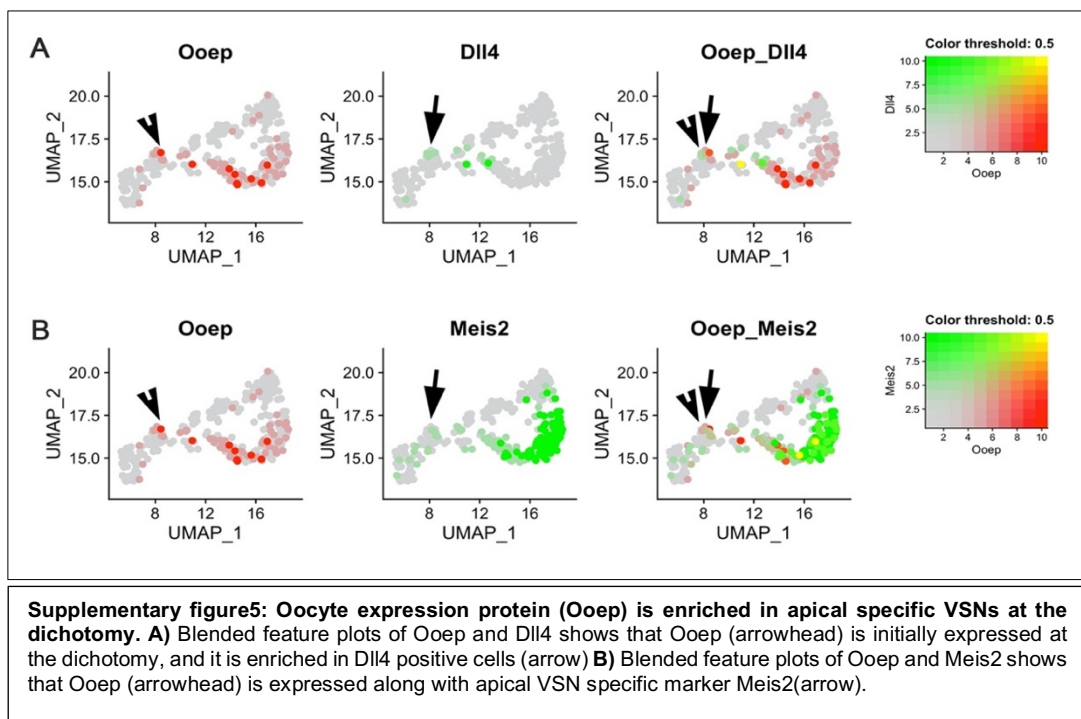 A
Ooep
Dll4
Ooep_Dll4
Color threshold: 0.5
UMAP_2
20.0
17.5
15.0
8
12
16
UMAP_1
UMAP_2
20.0
17.5
15.0
8
12
16
UMAP_1
UMAP_2
20.0
17.5
15.0
8
12
16
UMAP_1
Dll4
10.0
7.5
5.0
2.5
2
4
6
8
10
Ooep
B
Ooep
Meis2
Ooep_Meis2
Color threshold: 0.5
UMAP_2
20.0
17.5
15.0
8
12
16
UMAP_1
UMAP_2
20.0
17.5
15.0
8
12
16
UMAP_1
UMAP_2
20.0
17.5
15.0
8
12
16
UMAP_1
Meis2
10.0
7.5
5.0
2.5
2
4
6
8
10
Ooep
Supplementary figure5: Oocyte expression protein (Ooep) is enriched in apical specific VSNs at the
dichotomy. A) Blended feature plots of Ooep and Dll4 shows that Ooep (arrowhead) is initially expressed at
the dichotomy, and it is enriched in Dll4 positive cells (arrow) B) Blended feature plots of Ooep and Meis2 shows
that Ooep (arrowhead) is expressed along with apical VSN specific marker Meis2(arrow).